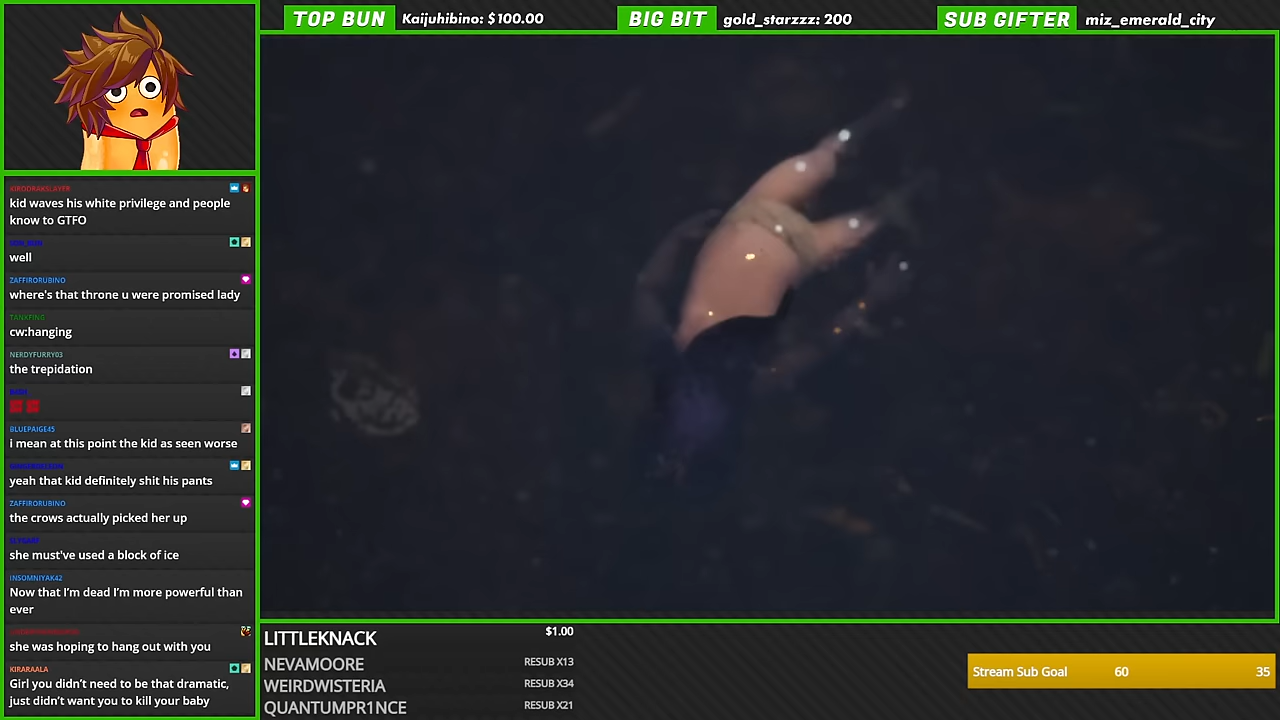 TOP BUN Kaijuhibino: $100.00 BIG BIT gold_starzzz: 200 SUB GIFTER miz_emerald_city
KIRODRAKSLAYER
kid waves his white privilege and people
know to GTFO
well
ZAFFIRORUBINO
where's that throne u were promised lady
TANKFING
cw:hanging
NERDYFURRY03
the trepidation
BLUEPAIGE45
i mean at this point the kid as seen worse
yeah that kid definitely shit his pants
ZAFFIRORUBINO
the crows actually picked her up
she must've used a block of ice
INSOMNIYAK42
Now that I'm dead I'm more powerful than
ever
she was hoping to hang out with you
KIRARAALA
Girl you didn't need to be that dramatic,
just didn't want you to kill your baby
LITTLEKNACK $1.00
NEVAMOORE RESUB X13
WEIRDWISTERIA RESUB X34
QUANTUMPR1NCE RESUB X21
Stream Sub Goal 60 35